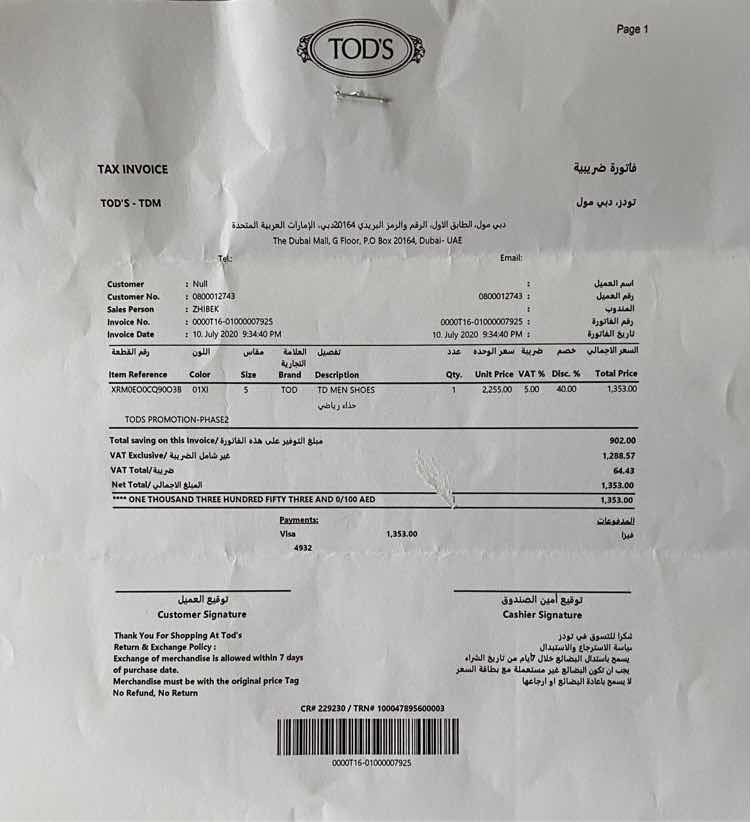 Page 1
TOD'S
TAX INVOICE فاتورة ضريبية
TOD'S - TDM تودز، دبي مول
دبي مول، الطابق الاول، الرقم والرمز البريدي 20164دبي، الإمارات العربية المتحدة
The Dubai Mall, G Floor, P.O Box 20164, Dubai- UAE
Tel.: Email:
Customer : Null : اسم العميل
Customer No. : 0800012743 0800012743 : رقم العميل
Sales Person : ZHIBEK : المندوب
Invoice No. : 0000T16-01000007925 0000T16-01000007925 : رقم الفاتورة
Invoice Date : 10. July 2020 9:34:40 PM 10. July 2020 9:34:40 PM : تاريخ الفاتورة
رقم القطعة اللون مقاس العلامة التجارية تفصيل عدد سعر الوحده ضريبة خصم السعر الاجمالي
Item Reference Color Size Brand Description Qty. Unit Price VAT % Disc. % Total Price
XRM0EO0CQ90O3B 01XI 5 TOD TD MEN SHOES 1 2,255.00 5.00 40.00 1,353.00
حذاء رياضي
TODS PROMOTION-PHASE2
Total saving on this Invoice/ مبلغ التوفير على هذه الفاتورة 902.00
VAT Exclusive/ غير شامل الضريبة 1,288.57
VAT Total/ ضريبة 64.43
Net Total/ المبلغ الاجمالي 1,353.00
**** ONE THOUSAND THREE HUNDRED FIFTY THREE AND 0/100 AED 1,353.00
Payments: المدفوعات
Visa 1,353.00 فيزا
4932
توقيع العميل توقيع أمين الصندوق
Customer Signature Cashier Signature
Thank You For Shopping At Tod's
Return & Exchange Policy :
Exchange of merchandise is allowed within 7 days
of purchase date.
Merchandise must be with the original price Tag
No Refund, No Return
شكرا للتسوق في تودز
سياسة الاسترجاع والاستبدال
يسمح باستدال البضائع خلال 7أيام من تاريخ الشراء
يجب ان تكون البضائع غير مستعملة مع بطاقة السعر
لا يسمح باعادة البضائع او ارجاعها
CR# 229230 / TRN# 100047895600003
0000T16-01000007925